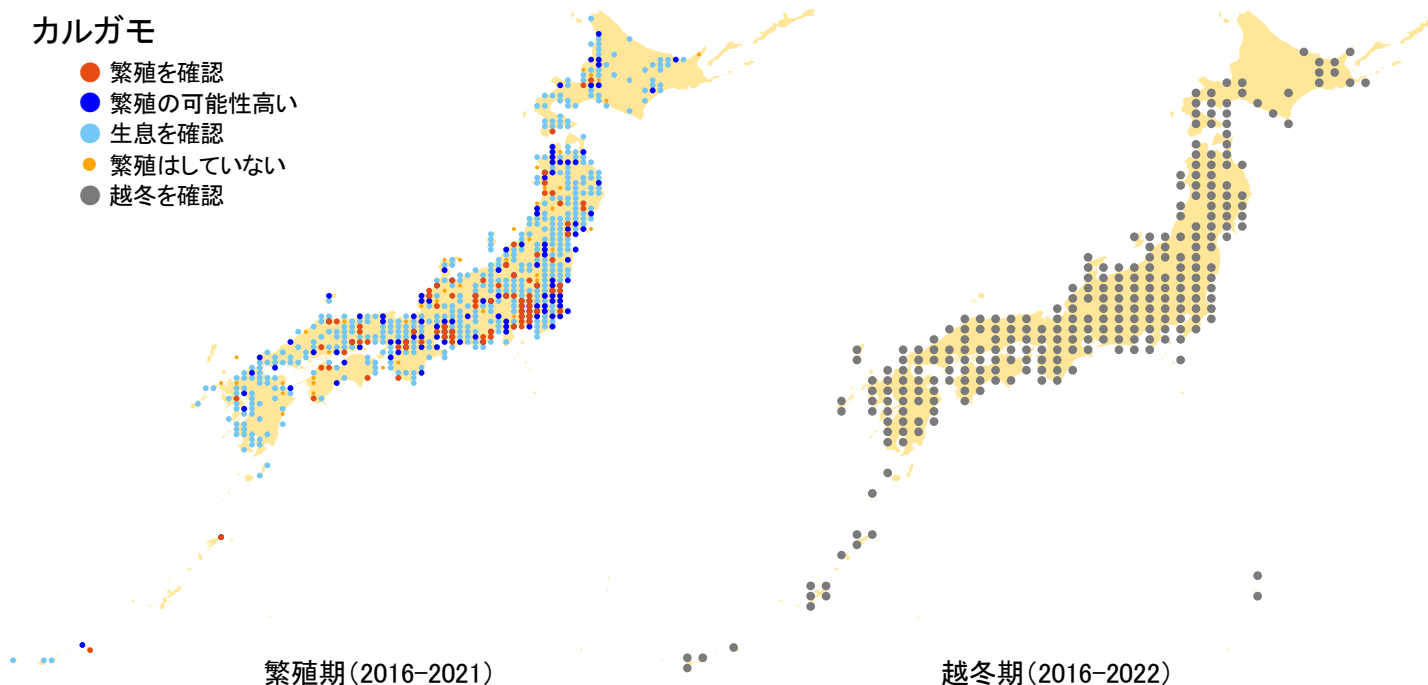 カルガモ
繁殖を確認
繁殖の可能性高い
生息を確認
繁殖はしていない
越冬を確認
繁殖期(2016-2021)
越冬期(2016-2022)